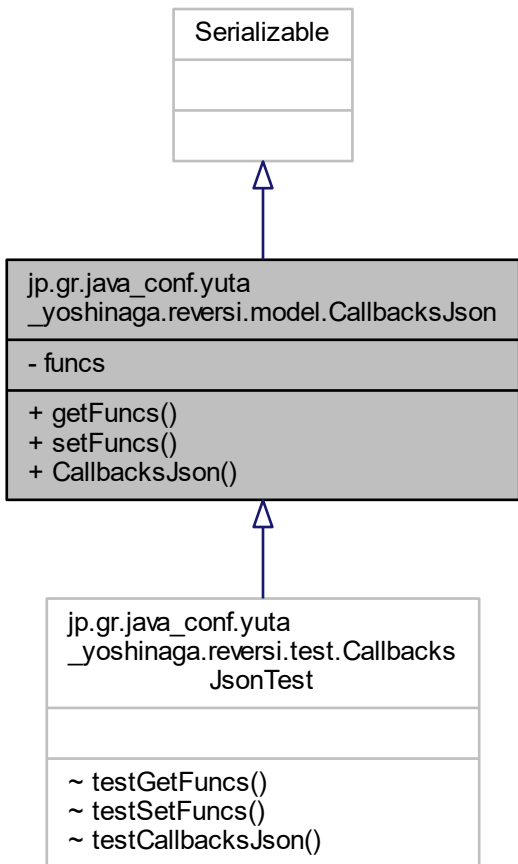 Serializable
jp.gr.java_conf.yuta
_yoshinaga.reversi.model.CallbacksJson
- funcs
+ getFuncs()
+ setFuncs()
+ CallbacksJson()
jp.gr.java_conf.yuta
_yoshinaga.reversi.test.Callbacks
JsonTest
~ testGetFuncs()
~ testSetFuncs()
~ testCallbacksJson()